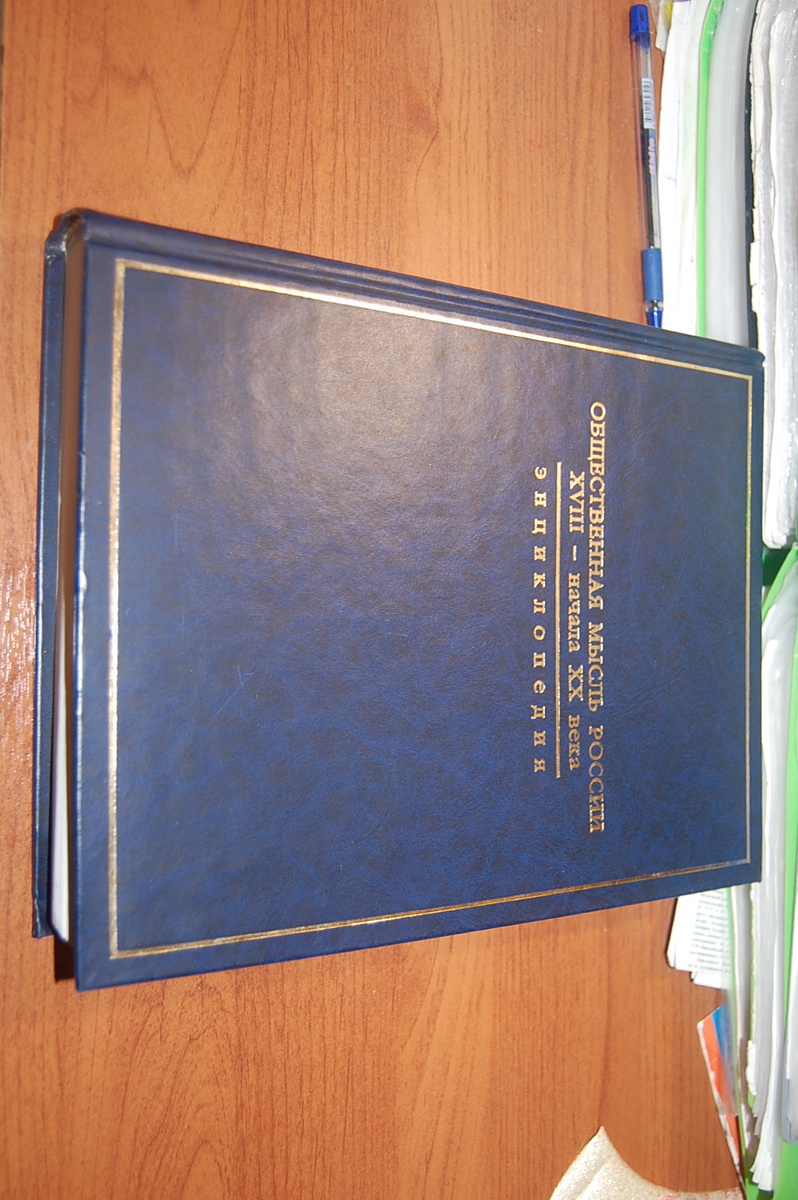 ОБЩЕСТВЕННАЯ МЫСЛЬ РОССИИ
XVIII – начала XX века
ЭНЦИКЛОПЕДИЯ